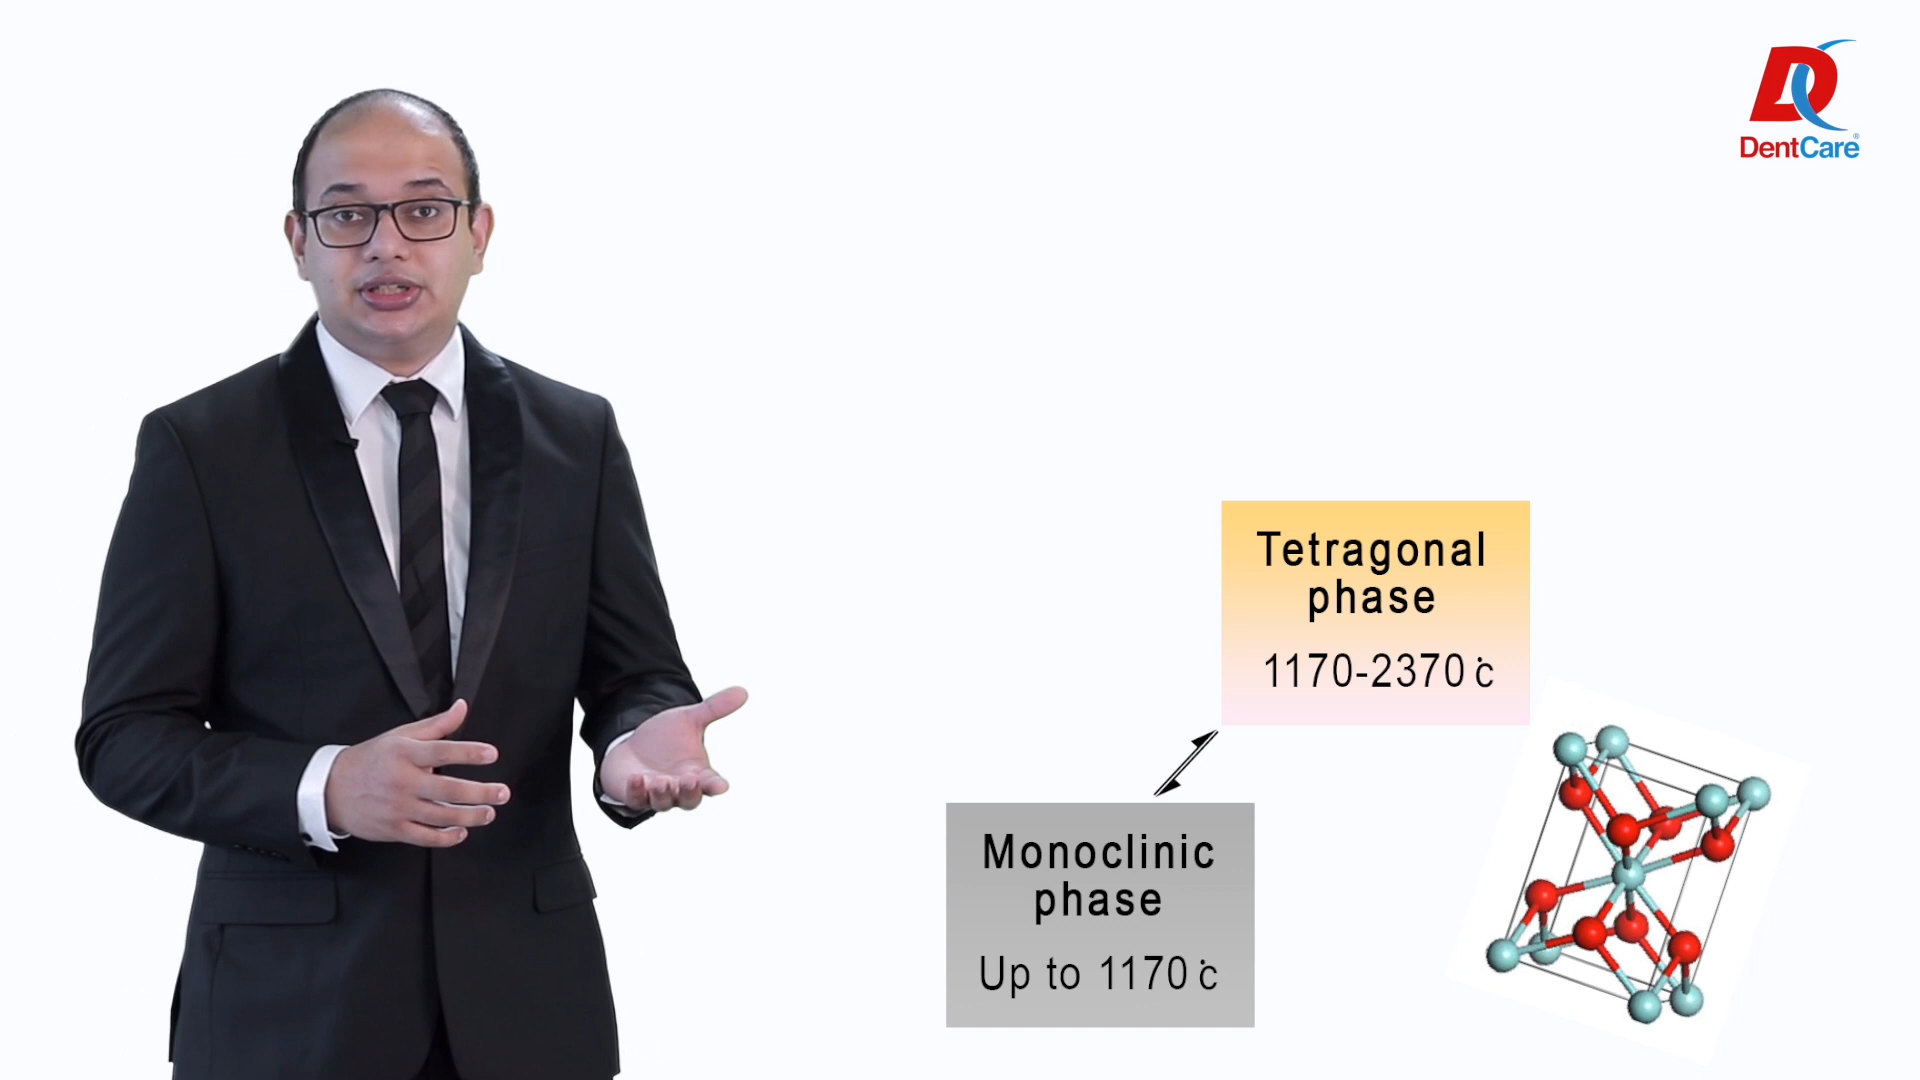 DentCare®
Tetragonal
phase
1170-2370 ċ
Monoclinic
phase
Up to 1170 ċ